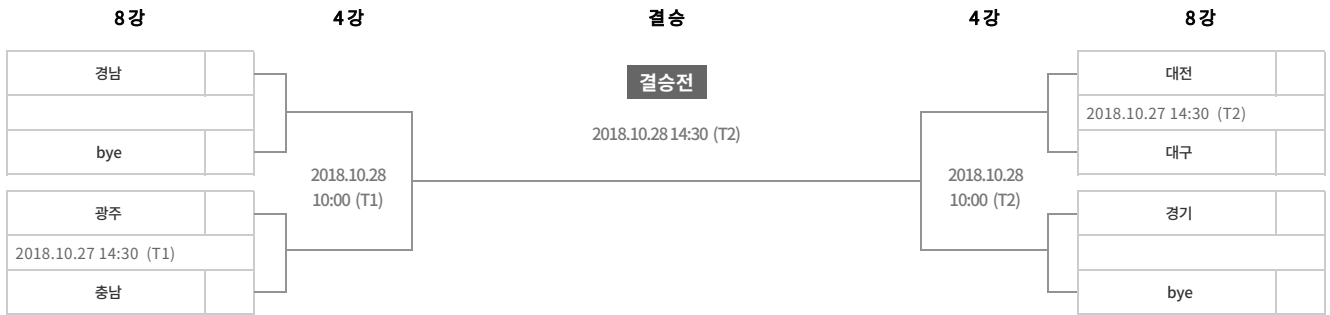 8강 4강 결승 4강 8강
경남
bye
광주
2018.10.27 14:30 (T1)
충남
2018.10.28
10:00 (T1)
결승전
2018.10.28 14:30 (T2)
2018.10.28
10:00 (T2)
대전
2018.10.27 14:30 (T2)
대구
경기
bye